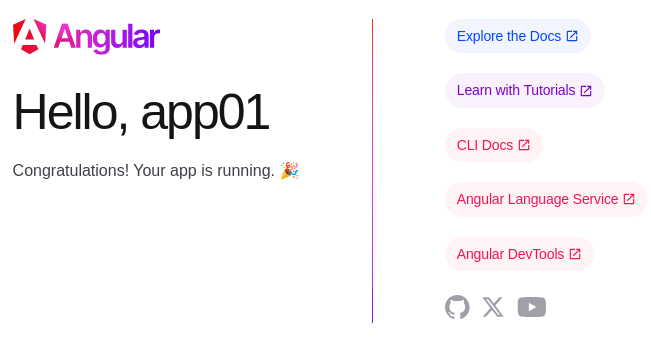 Angular
Hello, app01
Congratulations! Your app is running. 🎉
Explore the Docs
Learn with Tutorials
CLI Docs
Angular Language Service
Angular DevTools